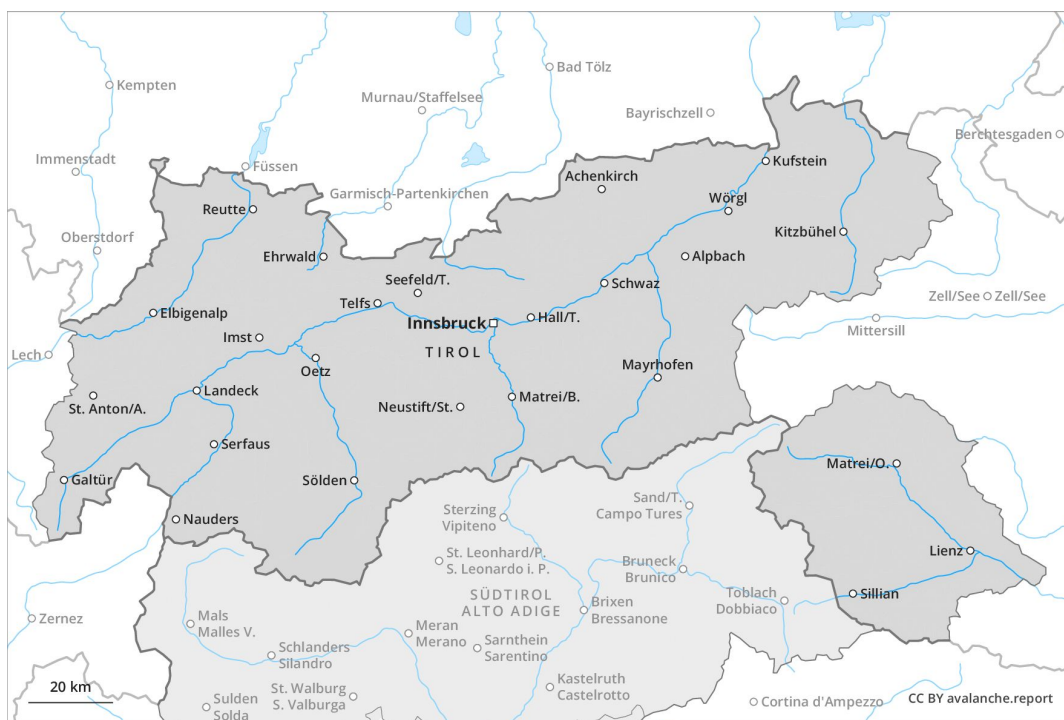 Kempten
Bad Tölz
Murnau/Staffelsee
Bayrischzell
Berchtesgaden
Immenstadt
Füssen
Kufstein
Achenkirch
Garmisch-Partenkirchen
Wörgl
Reutte
Kitzbühel
Oberstdorf
Ehrwald
Alpbach
Seefeld/T.
Schwaz
Telfs
Zell/See
Zell/See
Elbigenalp
Innsbruck
Hall/T.
Mittersill
Imst
TIROL
Lech
Oetz
Mayrhofen
Landeck
Matrei/B.
St. Anton/A.
Neustift/St.
Serfaus
Matrei/O.
Galtür
Sölden
Sand/T.
Campo Tures
Sterzing
Vipiteno
Nauders
St. Leonhard/P.
S. Leonardo i. P.
Lienz
Bruneck
Brunico
SÜDTIROL
ALTO ADIGE
Toblach
Dobbiaco
Sillian
Brixen
Bressanone
Mals
Malles V.
Zernez
Meran
Merano
Sarnthein
Sarentino
Schlanders
Silandro
20 km
St. Walburg
S. Valburga
Kastelruth
Castelrotto
Sulden
Solda
Cortina d'Ampezzo
CC BY avalanche.report